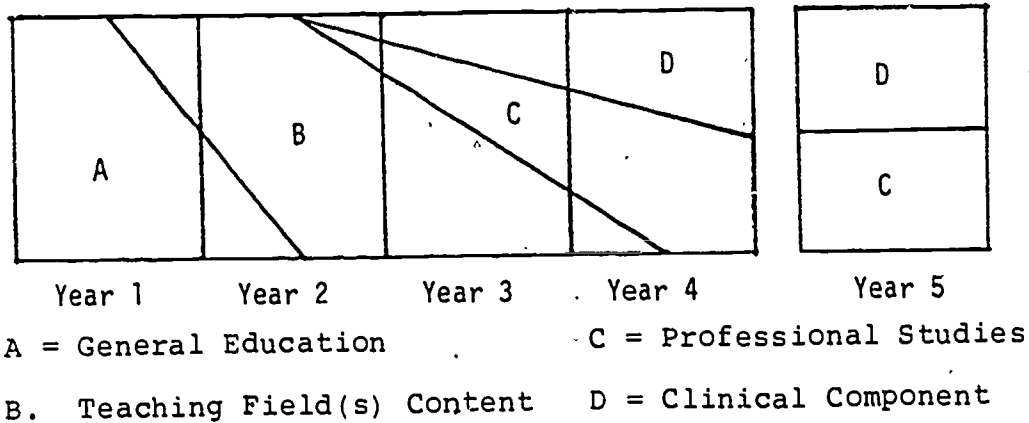 A
B
C
D
D
C
Year 1 Year 2 Year 3 Year 4 Year 5
A = General Education C = Professional Studies
B. Teaching Field(s) Content D = Clinical Component